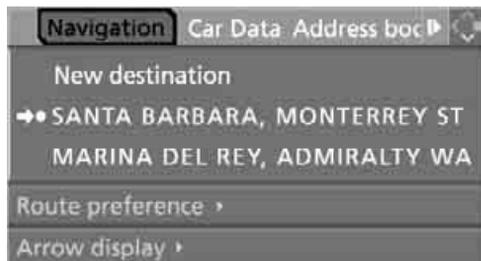 Navigation Car Data Address boc
New destination
SANTA BARBARA, MONTERREY ST
MARINA DEL REY, ADMIRALTY WA
Route preference
Arrow display